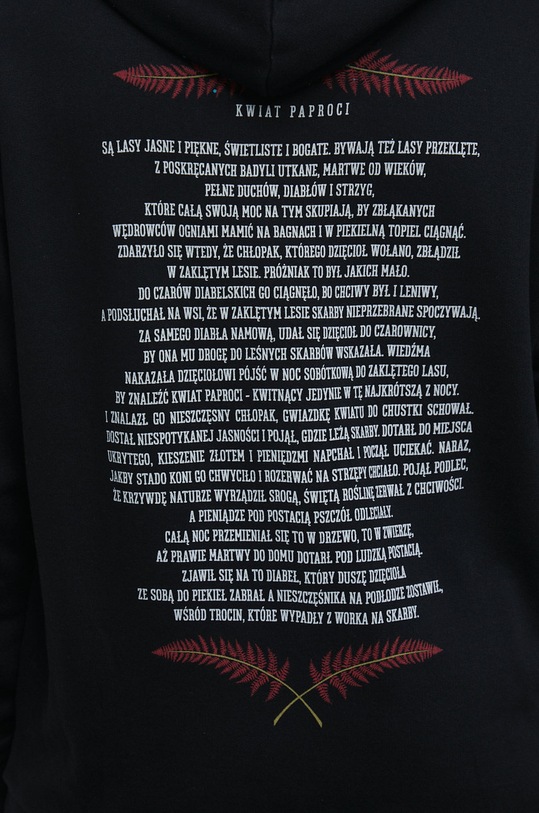 KWIAT PAPROCI
SĄ LASY JASNE I PIĘKNE, ŚWIETLISTE I BOGATE. BYWAJĄ TEŻ LASY PRZEKLĘTE,
Z POSKRĘCANYCH BADYLI UTKANE, MARTWE OD WIEKÓW,
PEŁNE DUCHÓW, DIABŁÓW I STRZYG,
KTÓRE CAŁĄ SWOJĄ MOC NA TYM SKUPIAJĄ, BY ZBŁĄKANYCH
WĘDROWCÓW OGNIAMI MAMIĆ NA BAGNACH I W PIEKIELNĄ TOPIEL CIĄGNĄĆ.
ZDARZYŁO SIĘ WTEDY, ŻE CHŁOPAK, KTÓREGO DZIĘCIOŁ WOŁANO, ZBŁĄDZIŁ
W ZAKLĘTYM LESIE. PRÓŻNIAK TO BYŁ JAKICH MAŁO.
DO CZARÓW DIABELSKICH GO CIĄGNĘŁO, BO CHCIWY BYŁ I LENIWY,
A PODSŁUCHAŁ NA WSI, ŻE W ZAKLĘTYM LESIE SKARBY NIEPRZEBRANE SPOCZYWAJĄ.
ZA SAMEGO DIABŁA NAMOWĄ, UDAŁ SIĘ DZIĘCIOŁ DO CZAROWNICY,
BY ONA MU DROGĘ DO LEŚNYCH SKARBÓW WSKAZAŁA. WIEDŹMA
NAKAZAŁA DZIĘCIOŁOWI PÓJŚĆ W NOC SOBÓTKOWĄ DO ZAKLĘTEGO LASU,
BY ZNALEŹĆ KWIAT PAPROCI - KWITNĄCY JEDYNIE W TĘ NAJKRÓTSZĄ Z NOCY.
I ZNALAZŁ GO NIESZCZĘSNY CHŁOPAK, GWIAZDKĘ KWIATU DO CHUSTKI SCHOWAŁ.
DOSTAŁ NIESPOTYKANEJ JASNOŚCI I POJĄŁ, GDZIE LEŻĄ SKARBY. DOTARŁ DO MIEJSCA
UKRYTEGO, KIESZENIE ZŁOTEM I PIENIĘDZMI NAPCHAŁ I POCZĄŁ UCIEKAĆ. NARAZ,
JAKBY STADO KONI GO CHWYCIŁO I ROZERWAĆ NA STRZĘPY CHCIAŁO. POJĄŁ PODLEC,
ŻE KRZYWDĘ NATURZE WYRZĄDZIŁ SROGĄ, ŚWIĘTĄ ROŚLINĘ ZERWAŁ Z CHCIWOŚCI.
A PIENIĄDZE POD POSTACIĄ PSZCZÓŁ ODLECIAŁY.
CAŁĄ NOC PRZEMIENIAŁ SIĘ TO W DRZEWO, TO W ZWIERZĘ,
AŻ PRAWIE MARTWY DO DOMU DOTARŁ POD LUDZKĄ POSTACIĄ.
ZJAWIŁ SIĘ NA TO DIABEŁ, KTÓRY DUSZĘ DZIĘCIOŁA
ZE SOBĄ DO PIEKIEŁ ZABRAŁ A NIESZCZĘŚNIKA NA PODŁODZE ZOSTAWIŁ,
WŚRÓD TROCIN, KTÓRE WYPADŁY Z WORKA NA SKARBY.